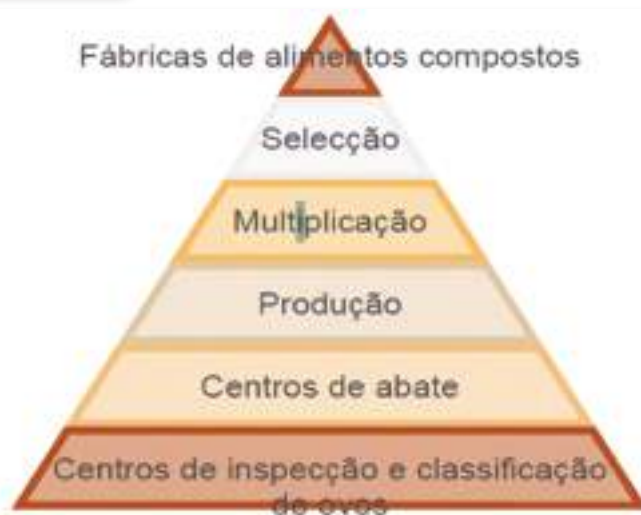 Fábricas de alimentos compostos
Selecção
Multiplicação
Produção
Centros de abate
Centros de inspecção e classificação
de ovos